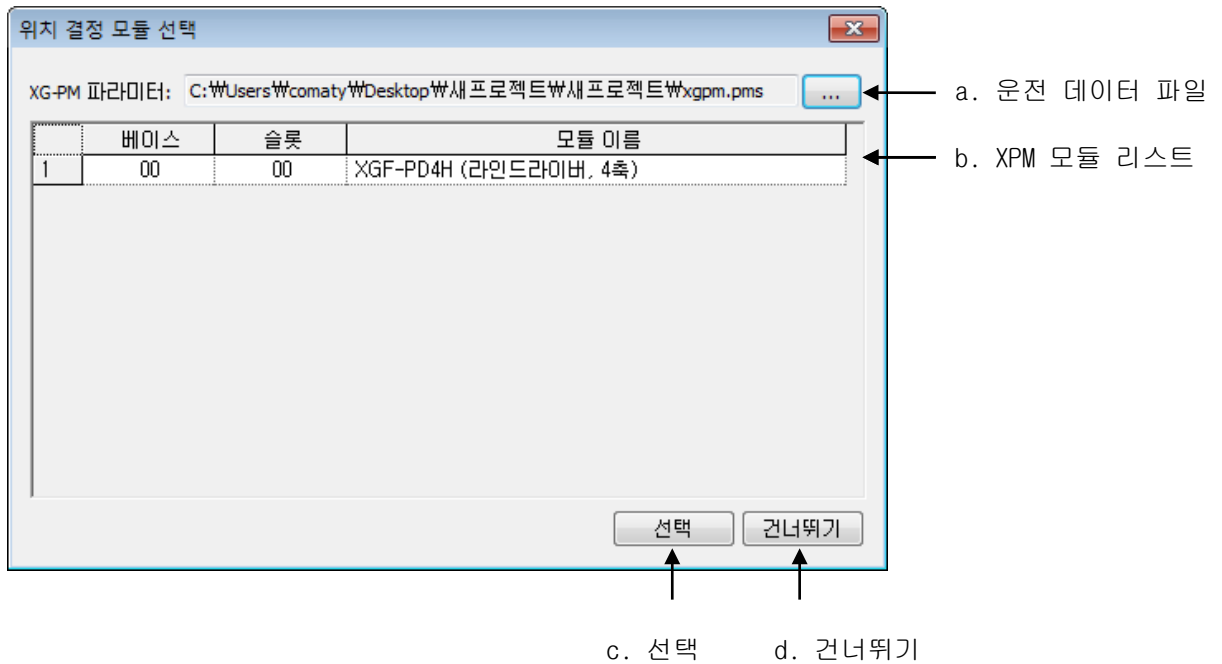 위치 결정 모듈 선택
XG-PM 파라미터: C:₩Users₩comaty₩Desktop₩새프로젝트₩새프로젝트₩xgpm.pms ...
a. 운전 데이터 파일
베이스 슬롯 모듈 이름
b. XPM 모듈 리스트
1 00 00 XGF-PD4H (라인드라이버, 4축)
선택 건너뛰기
c. 선택 d. 건너뛰기